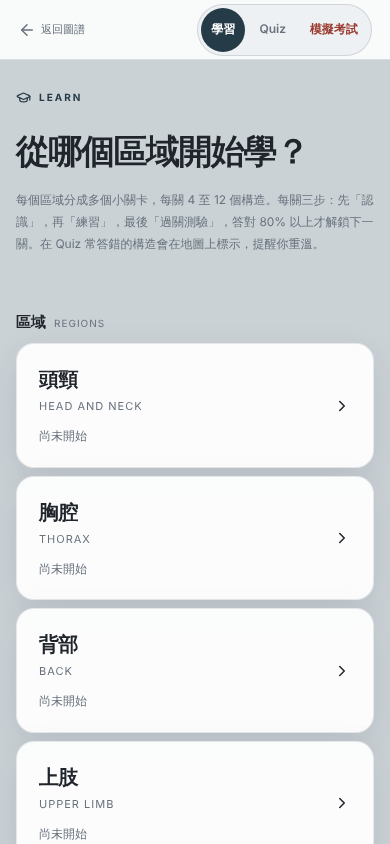 返回圖譜
學習
Quiz
模擬考試
LEARN
從哪個區域開始學？
每個區域分成多個小關卡，每關 4 至 12 個構造。每關三步：先「認
識」，再「練習」，最後「過關測驗」，答對 80% 以上才解鎖下一
關。在 Quiz 常答錯的構造會在地圖上標示，提醒你重溫。
區域 REGIONS
頭頸
HEAD AND NECK
尚未開始
胸腔
THORAX
尚未開始
背部
BACK
尚未開始
上肢
UPPER LIMB
尚未開始